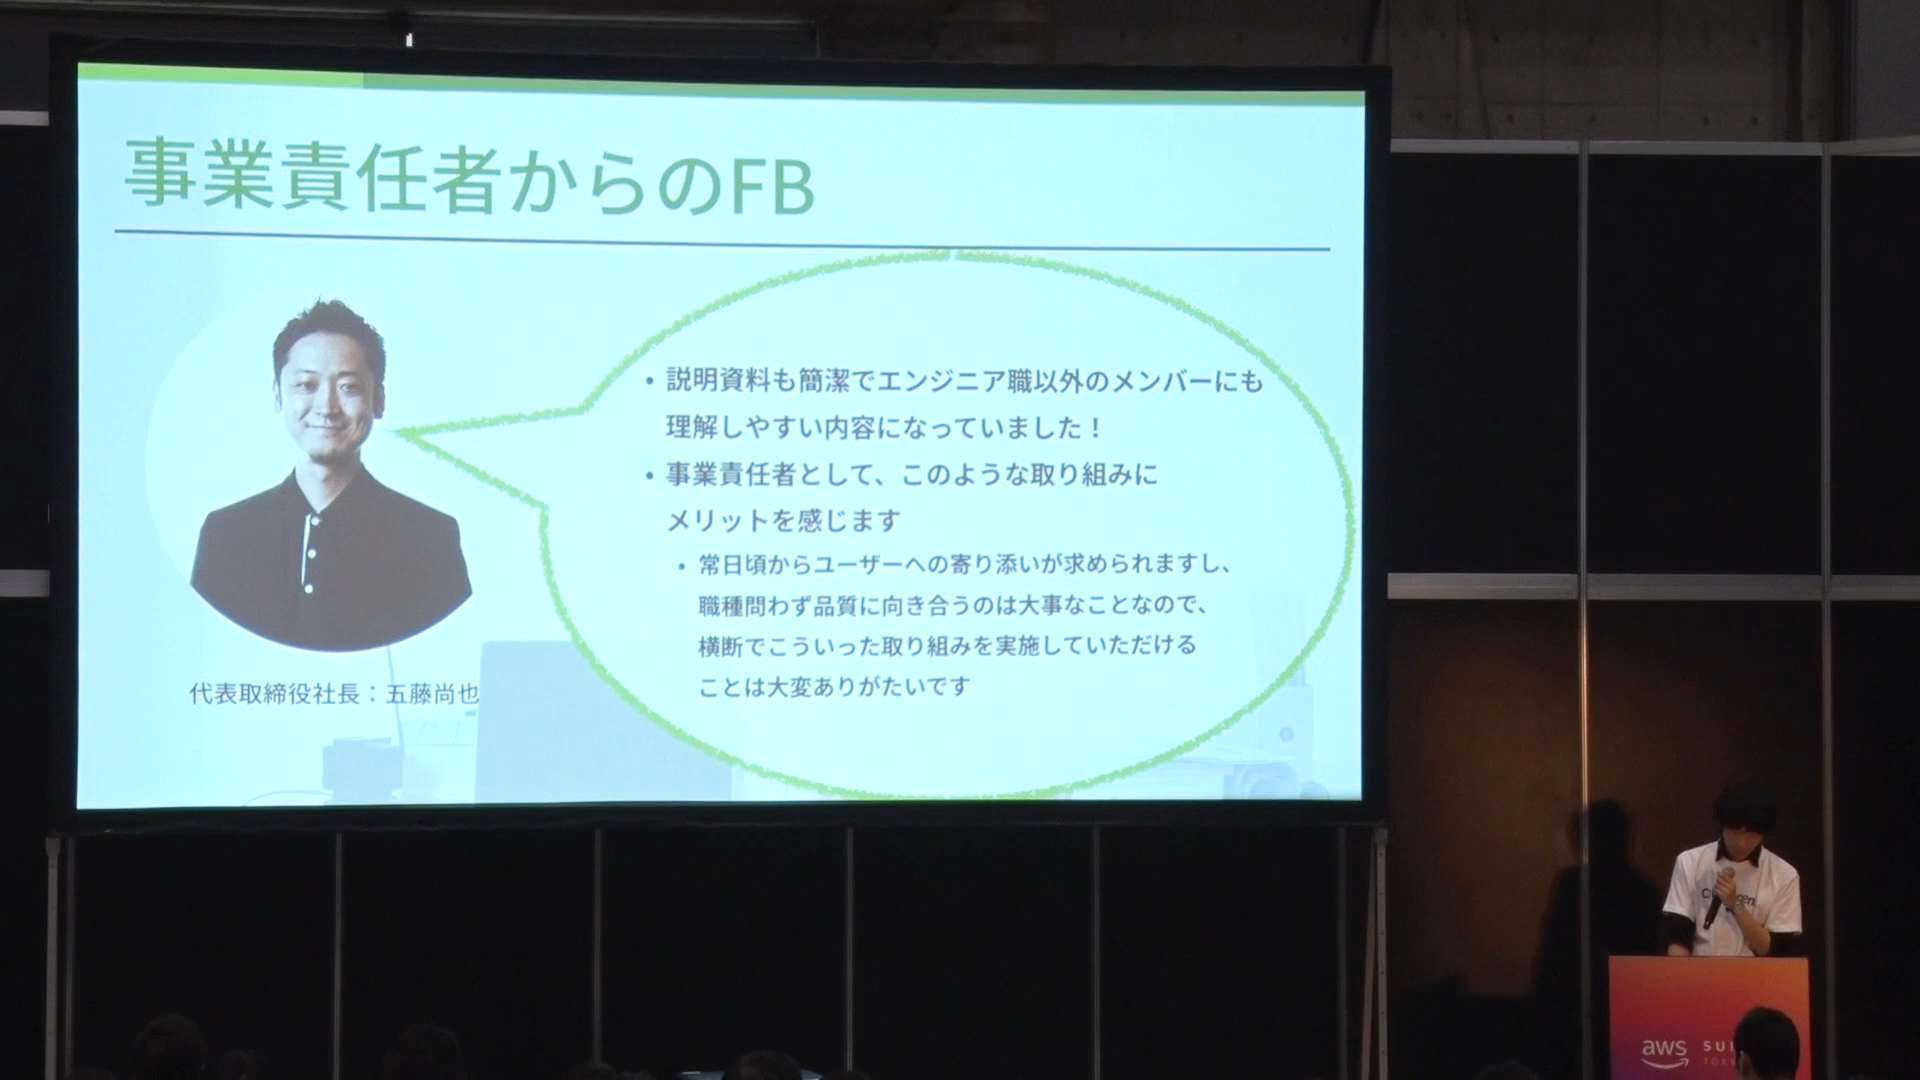 事業責任者からのFB
• 説明資料も簡潔でエンジニア職以外のメンバーにも
理解しやすい内容になっていました！
• 事業責任者として、このような取り組みに
メリットを感じます
• 常日頃からユーザーへの寄り添いが求められますし、
職種問わず品質に向き合うのは大事なことなので、
横断でこういった取り組みを実施していただける
ことは大変ありがたいです
代表取締役社長：五藤尚也
aws